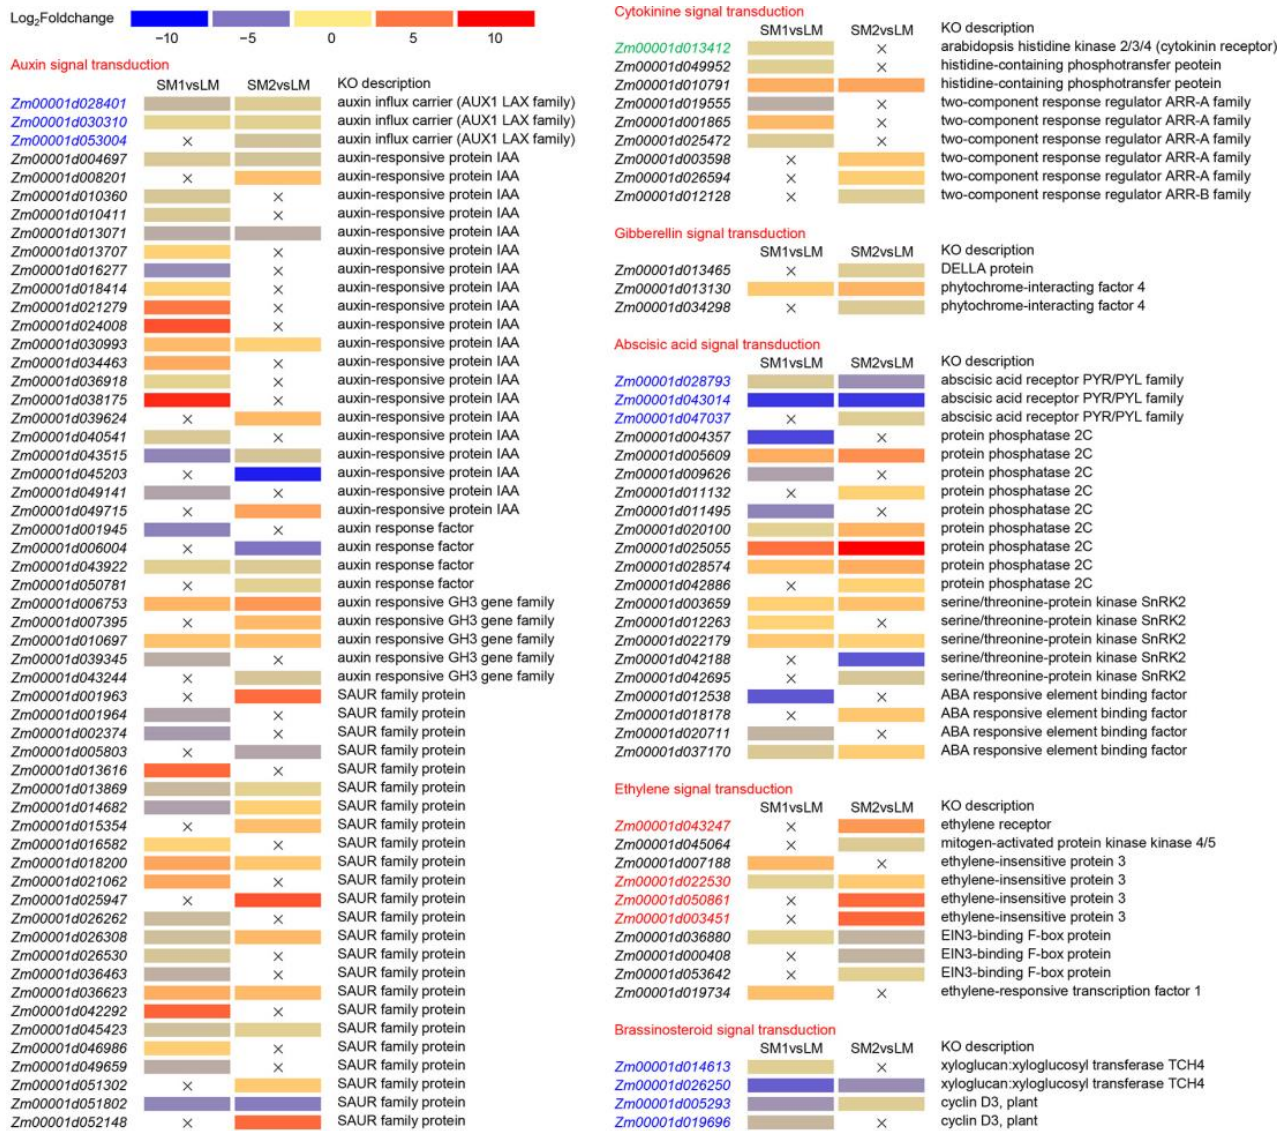 Log2Foldchange
−10 −5 0 5 10
Auxin signal transduction
SM1vsLM SM2vsLM KO description
Zm00001d028401 auxin influx carrier (AUX1 LAX family)
Zm00001d030310 auxin influx carrier (AUX1 LAX family)
Zm00001d053004 × auxin influx carrier (AUX1 LAX family)
Zm00001d004697 auxin-responsive protein IAA
Zm00001d008201 × auxin-responsive protein IAA
Zm00001d010360 × auxin-responsive protein IAA
Zm00001d010411 × auxin-responsive protein IAA
Zm00001d013071 auxin-responsive protein IAA
Zm00001d013707 × auxin-responsive protein IAA
Zm00001d016277 × auxin-responsive protein IAA
Zm00001d018414 × auxin-responsive protein IAA
Zm00001d021279 × auxin-responsive protein IAA
Zm00001d024008 × auxin-responsive protein IAA
Zm00001d030993 auxin-responsive protein IAA
Zm00001d034463 × auxin-responsive protein IAA
Zm00001d036918 × auxin-responsive protein IAA
Zm00001d038175 × auxin-responsive protein IAA
Zm00001d039624 × auxin-responsive protein IAA
Zm00001d040541 × auxin-responsive protein IAA
Zm00001d043515 auxin-responsive protein IAA
Zm00001d045203 × auxin-responsive protein IAA
Zm00001d049141 × auxin-responsive protein IAA
Zm00001d049715 × auxin-responsive protein IAA
Zm00001d001945 × auxin response factor
Zm00001d006004 × auxin response factor
Zm00001d043922 auxin response factor
Zm00001d050781 × auxin response factor
Zm00001d006753 auxin responsive GH3 gene family
Zm00001d007395 × auxin responsive GH3 gene family
Zm00001d010697 auxin responsive GH3 gene family
Zm00001d039345 × auxin responsive GH3 gene family
Zm00001d043244 × auxin responsive GH3 gene family
Zm00001d001963 × SAUR family protein
Zm00001d001964 × SAUR family protein
Zm00001d002374 × SAUR family protein
Zm00001d005803 × SAUR family protein
Zm00001d013616 × SAUR family protein
Zm00001d013869 SAUR family protein
Zm00001d014682 SAUR family protein
Zm00001d015354 × SAUR family protein
Zm00001d016582 × SAUR family protein
Zm00001d018200 SAUR family protein
Zm00001d021062 × SAUR family protein
Zm00001d025947 × SAUR family protein
Zm00001d026262 × SAUR family protein
Zm00001d026308 SAUR family protein
Zm00001d026530 × SAUR family protein
Zm00001d036463 × SAUR family protein
Zm00001d036623 SAUR family protein
Zm00001d042292 × SAUR family protein
Zm00001d045423 SAUR family protein
Zm00001d046986 × SAUR family protein
Zm00001d049659 × SAUR family protein
Zm00001d051302 × SAUR family protein
Zm00001d051802 SAUR family protein
Zm00001d052148 × SAUR family protein
Cytokinine signal transduction
SM1vsLM SM2vsLM KO description
Zm00001d013412 × arabidopsis histidine kinase 2/3/4 (cytokinin receptor)
Zm00001d049952 × histidine-containing phosphotransfer peotein
Zm00001d010791 histidine-containing phosphotransfer peotein
Zm00001d019555 × two-component response regulator ARR-A family
Zm00001d001865 × two-component response regulator ARR-A family
Zm00001d025472 × two-component response regulator ARR-A family
Zm00001d003598 × two-component response regulator ARR-A family
Zm00001d026594 × two-component response regulator ARR-A family
Zm00001d012128 × two-component response regulator ARR-B family
Gibberellin signal transduction
SM1vsLM SM2vsLM KO description
Zm00001d013465 × DELLA protein
Zm00001d013130 phytochrome-interacting factor 4
Zm00001d034298 × phytochrome-interacting factor 4
Abscisic acid signal transduction
SM1vsLM SM2vsLM KO description
Zm00001d028793 abscisic acid receptor PYR/PYL family
Zm00001d043014 abscisic acid receptor PYR/PYL family
Zm00001d047037 × abscisic acid receptor PYR/PYL family
Zm00001d004357 × protein phosphatase 2C
Zm00001d005609 protein phosphatase 2C
Zm00001d009626 × protein phosphatase 2C
Zm00001d011132 × protein phosphatase 2C
Zm00001d011495 × protein phosphatase 2C
Zm00001d020100 protein phosphatase 2C
Zm00001d025055 protein phosphatase 2C
Zm00001d028574 protein phosphatase 2C
Zm00001d042886 × protein phosphatase 2C
Zm00001d003659 serine/threonine-protein kinase SnRK2
Zm00001d012263 × serine/threonine-protein kinase SnRK2
Zm00001d022179 serine/threonine-protein kinase SnRK2
Zm00001d042188 × serine/threonine-protein kinase SnRK2
Zm00001d042695 × serine/threonine-protein kinase SnRK2
Zm00001d012538 × ABA responsive element binding factor
Zm00001d018178 × ABA responsive element binding factor
Zm00001d020711 × ABA responsive element binding factor
Zm00001d037170 ABA responsive element binding factor
Ethylene signal transduction
SM1vsLM SM2vsLM KO description
Zm00001d043247 × ethylene receptor
Zm00001d045064 × mitogen-activated protein kinase kinase 4/5
Zm00001d007188 × ethylene-insensitive protein 3
Zm00001d022530 ethylene-insensitive protein 3
Zm00001d050861 × ethylene-insensitive protein 3
Zm00001d003451 × ethylene-insensitive protein 3
Zm00001d036880 EIN3-binding F-box protein
Zm00001d000408 × EIN3-binding F-box protein
Zm00001d053642 × EIN3-binding F-box protein
Zm00001d019734 × ethylene-responsive transcription factor 1
Brassinosteroid signal transduction
SM1vsLM SM2vsLM KO description
Zm00001d014613 × xyloglucan:xyloglucosyl transferase TCH4
Zm00001d026250 xyloglucan:xyloglucosyl transferase TCH4
Zm00001d005293 cyclin D3, plant
Zm00001d019696 × cyclin D3, plant